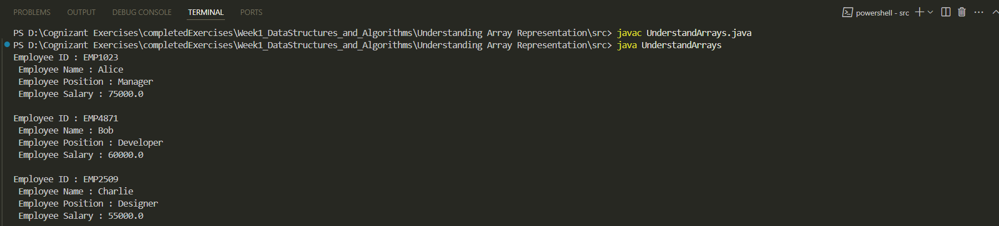 PROBLEMS OUTPUT DEBUG CONSOLE TERMINAL PORTS powershell - src
PS D:\Cognizant Exercises\completedExercises\Week1_DataStructures_and_Algorithms\Understanding Array Representation\src> javac UnderstandArrays.java
PS D:\Cognizant Exercises\completedExercises\Week1_DataStructures_and_Algorithms\Understanding Array Representation\src> java UnderstandArrays
Employee ID : EMP1023
 Employee Name : Alice
 Employee Position : Manager
 Employee Salary : 75000.0

Employee ID : EMP4871
 Employee Name : Bob
 Employee Position : Developer
 Employee Salary : 60000.0

Employee ID : EMP2509
 Employee Name : Charlie
 Employee Position : Designer
 Employee Salary : 55000.0